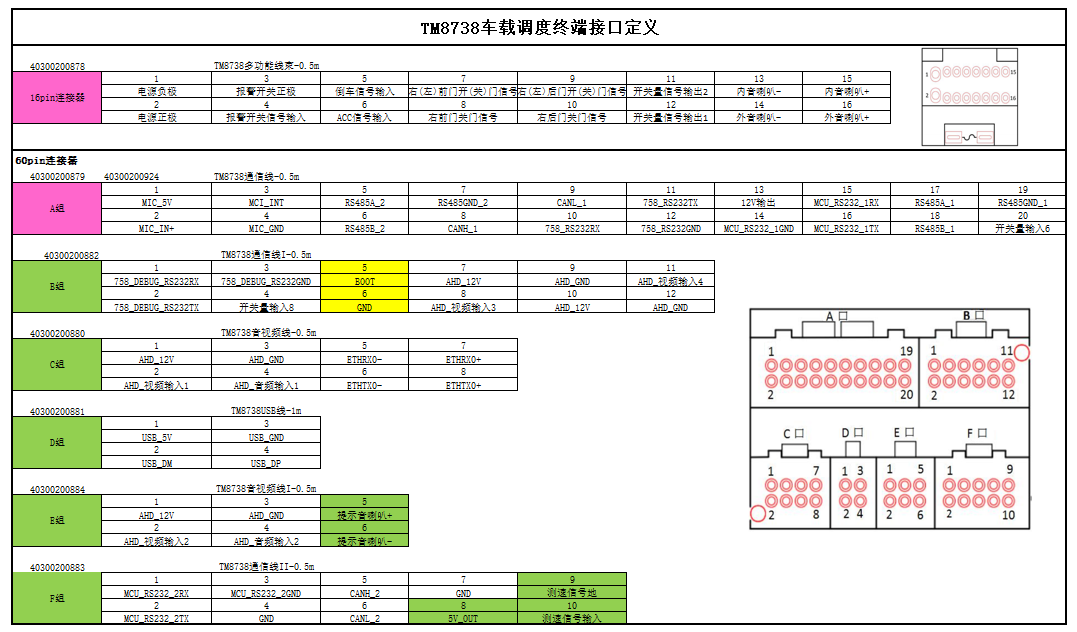 TM8738车载调度终端接口定义
40300200878 TM8738多功能线束-0.5m
16pin连接器
1 3 5 7 9 11 13 15
电源负极 报警开关正极 倒车信号输入 右(左)前门开(关)门信号 右(左)后门开(关)门信号 开关量信号输出2 内音喇叭- 内音喇叭+
2 4 6 8 10 12 14 16
电源正极 报警开关信号输入 ACC信号输入 右前门关门信号 右后门关门信号 开关量信号输出1 外音喇叭- 外音喇叭+
1 15
2 16
60pin连接器
40300200879 40300200924 TM8738通信线-0.5m
A组
1 3 5 7 9 11 13 15 17 19
MIC_5V MCI_INT RS485A_2 RS485GND_2 CANL_1 758_RS232TX 12V输出 MCU_RS232_1RX RS485A_1 RS485GND_1
2 4 6 8 10 12 14 16 18 20
MIC_IN+ MIC_GND RS485B_2 CANH_1 758_RS232RX 758_RS232GND MCU_RS232_1GND MCU_RS232_1TX RS485B_1 开关量输入6
40300200882 TM8738通信线I-0.5m
B组
1 3 5 7 9 11
758_DEBUG_RS232RX 758_DEBUG_RS232GND BOOT AHD_12V AHD_GND AHD_视频输入4
2 4 6 8 10 12
758_DEBUG_RS232TX 开关量输入8 GND AHD_视频输入3 AHD_12V AHD_GND
40300200880 TM8738音视频线-0.5m
C组
1 3 5 7
AHD_12V AHD_GND ETHRX0- ETHRX0+
2 4 6 8
AHD_视频输入1 AHD_音频输入1 ETHTX0- ETHTX0+
40300200881 TM8738USB线-1m
D组
1 3
USB_5V USB_GND
2 4
USB_DM USB_DP
40300200884 TM8738音视频线I-0.5m
E组
1 3 5
AHD_12V AHD_GND 提示音喇叭+
2 4 6
AHD_视频输入2 AHD_音频输入2 提示音喇叭-
40300200883 TM8738通信线II-0.5m
F组
1 3 5 7 9
MCU_RS232_2RX MCU_RS232_2GND CANH_2 GND 测速信号地
2 4 6 8 10
MCU_RS232_2TX GND CANL_2 5V_OUT 测速信号输入
A口 B口
1 19 1 11
2 20 2 12
C口 D口 E口 F口
1 7 1 3 1 5 1 9
2 8 2 4 2 6 2 10